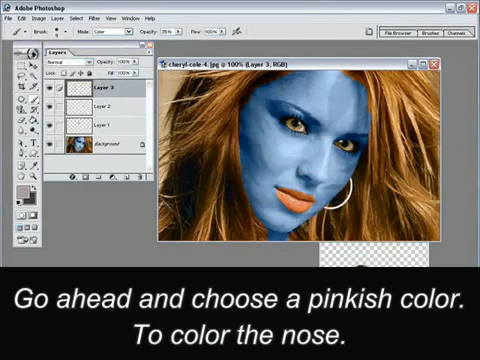 Adobe Photoshop
File Edit Image Layer Select Filter View Window Help
Brush: Mode: Color Opacity: 35% Flow: 100%
File Browser Brushes Channels
Layers
Normal Opacity: 100%
Lock: Fill: 100%
Layer 3
Layer 2
Layer 1
Background
cheryl-cole-4.jpg @ 100% (Layer 3, RGB)
Go ahead and choose a pinkish color.
To color the nose.